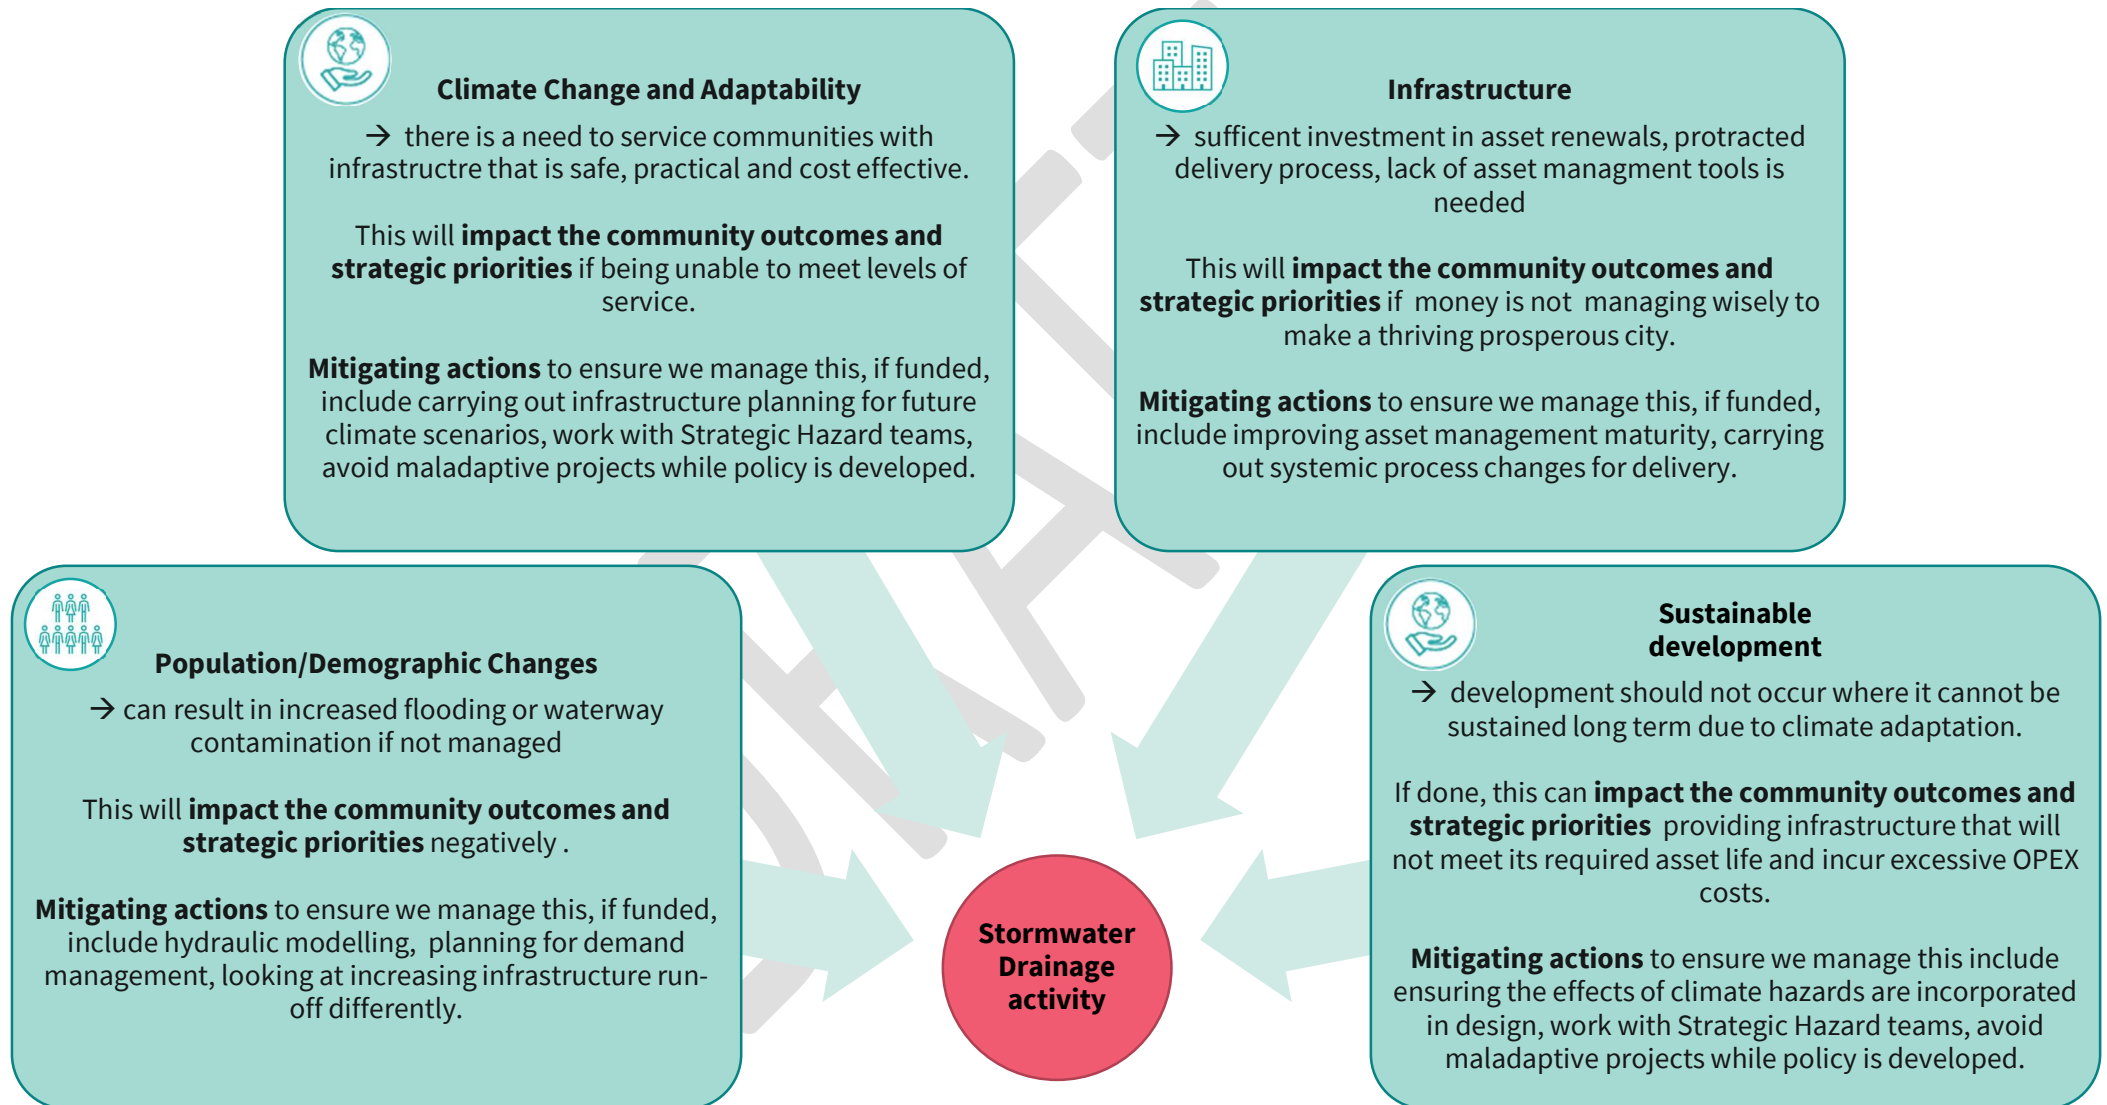 Climate Change and Adaptability
→ there is a need to service communities with
infrastructre that is safe, practical and cost effective.
This will impact the community outcomes and
strategic priorities if being unable to meet levels of
service.
Mitigating actions to ensure we manage this, if funded,
include carrying out infrastructure planning for future
climate scenarios, work with Strategic Hazard teams,
avoid maladaptive projects while policy is developed.
Infrastructure
→ sufficent investment in asset renewals, protracted
delivery process, lack of asset managment tools is
needed
This will impact the community outcomes and
strategic priorities if money is not managing wisely to
make a thriving prosperous city.
Mitigating actions to ensure we manage this, if funded,
include improving asset management maturity, carrying
out systemic process changes for delivery.
Population/Demographic Changes
→ can result in increased flooding or waterway
contamination if not managed
This will impact the community outcomes and
strategic priorities negatively .
Mitigating actions to ensure we manage this, if funded,
include hydraulic modelling, planning for demand
management, looking at increasing infrastructure run-
off differently.
Sustainable
development
→ development should not occur where it cannot be
sustained long term due to climate adaptation.
If done, this can impact the community outcomes and
strategic priorities providing infrastructure that will
not meet its required asset life and incur excessive OPEX
costs.
Mitigating actions to ensure we manage this include
ensuring the effects of climate hazards are incorporated
in design, work with Strategic Hazard teams, avoid
maladaptive projects while policy is developed.
Stormwater
Drainage
activity
DRAFT